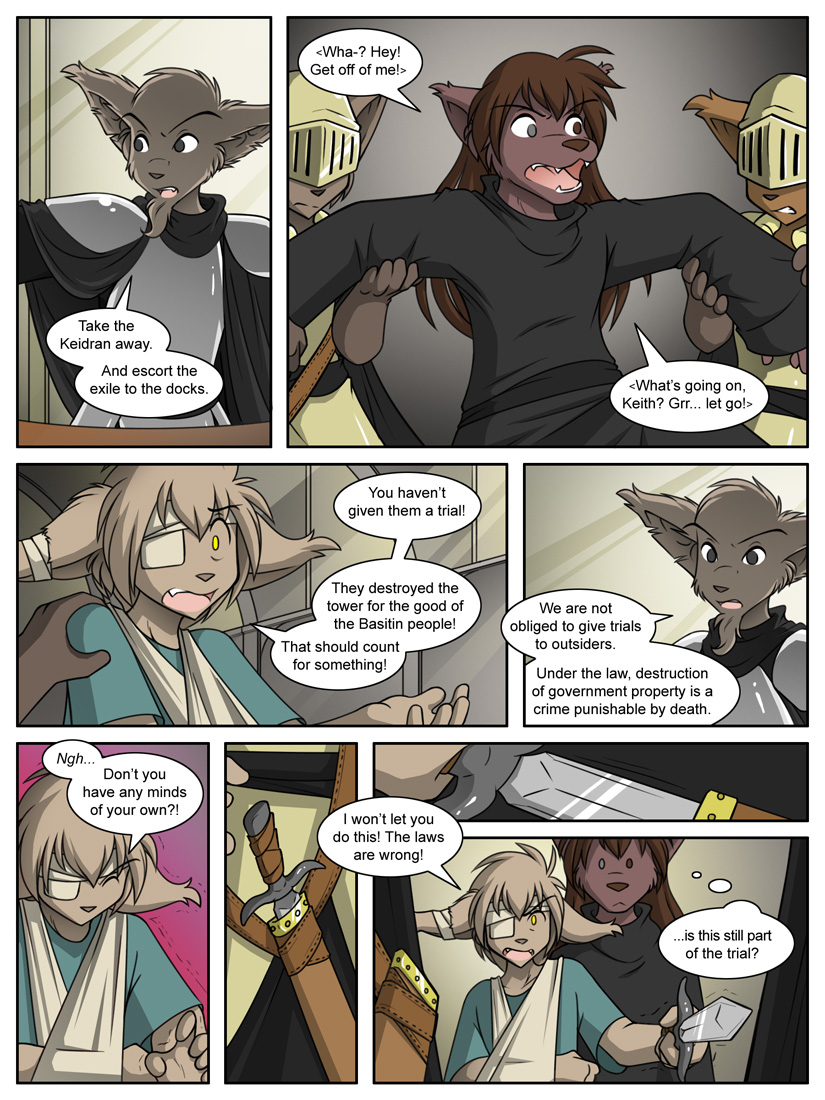 Take the
Keidran away.
And escort the
exile to the docks.
<Wha-? Hey!
Get off of me!>
<What's going on,
Keith? Grr... let go!>
You haven't
given them a trial!
They destroyed the
tower for the good of
the Basitin people!
That should count
for something!
We are not
obliged to give trials
to outsiders.
Under the law, destruction
of government property is a
crime punishable by death.
Ngh...
Don't you
have any minds
of your own?!
I won't let you
do this! The laws
are wrong!
...is this still part
of the trial?